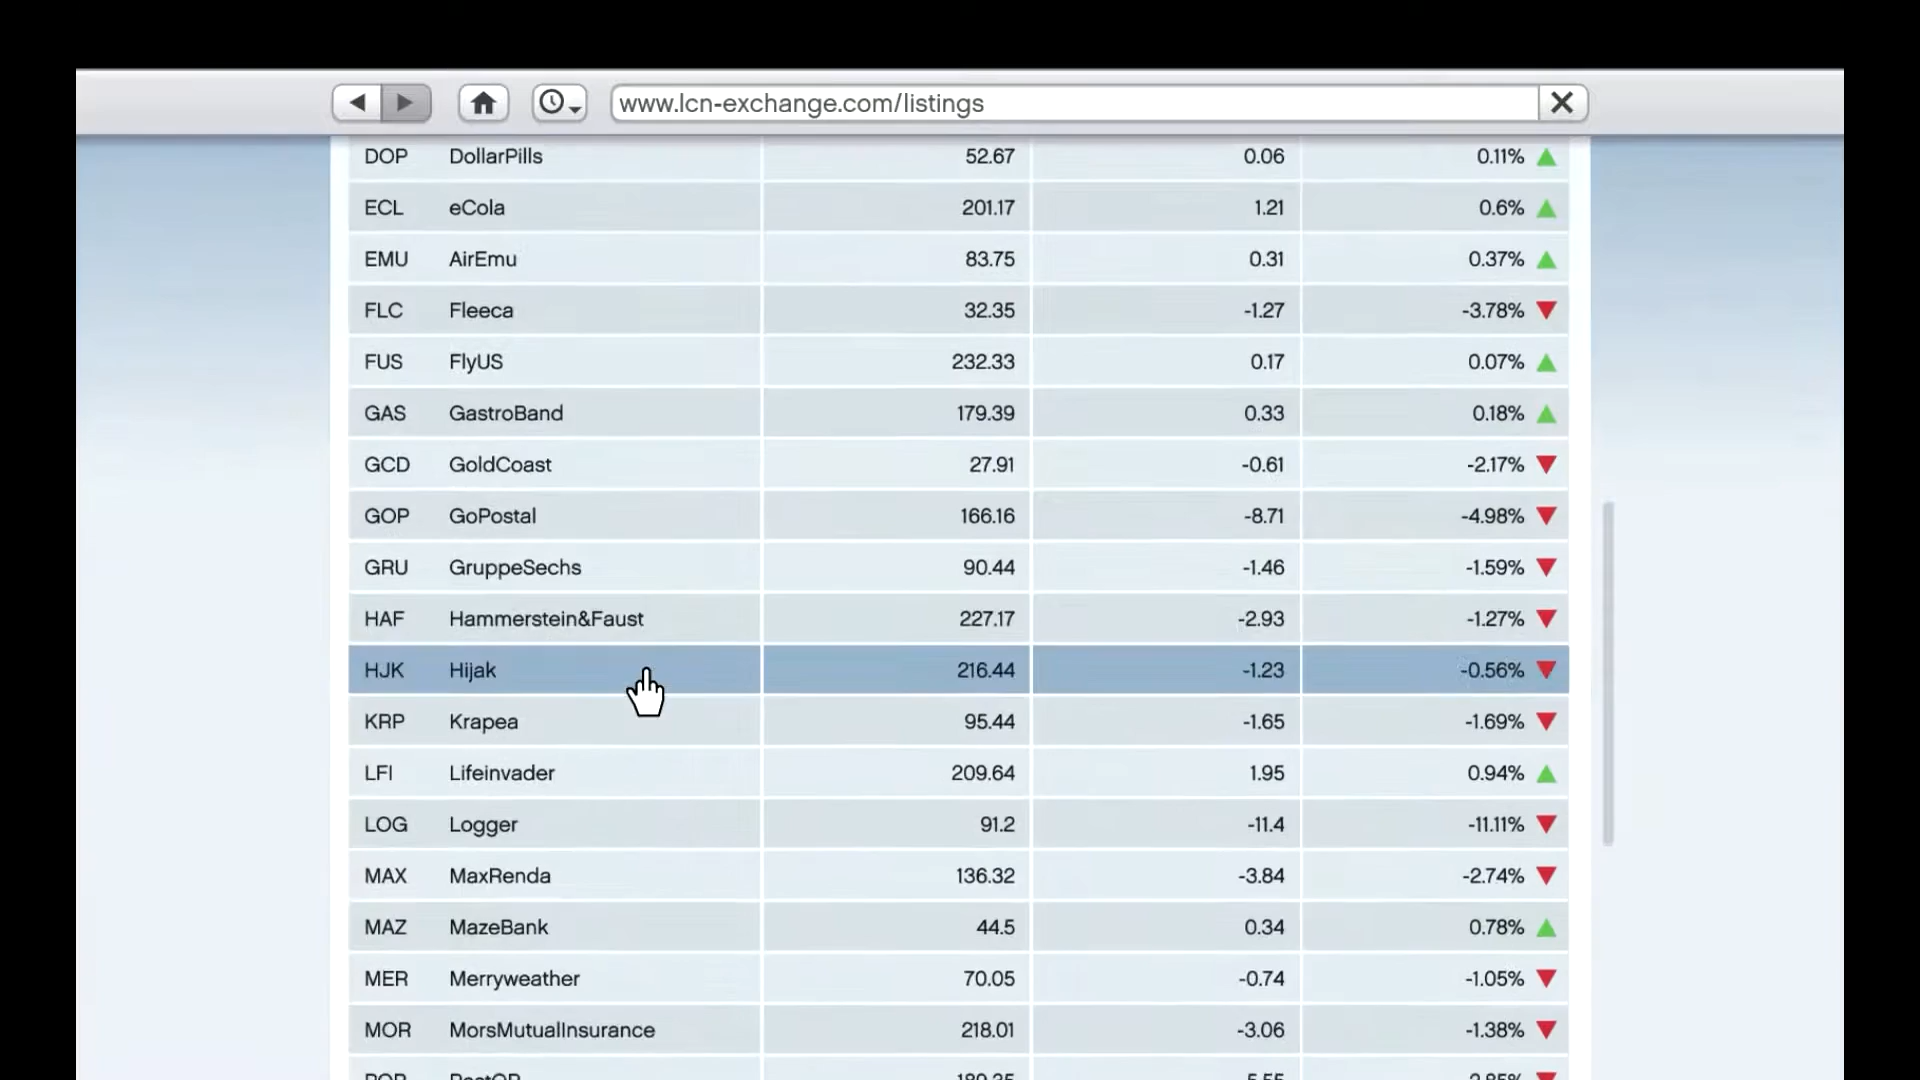 www.lcn-exchange.com/listings
DOP DollarPills 52.67 0.06 0.11%
ECL eCola 201.17 1.21 0.6%
EMU AirEmu 83.75 0.31 0.37%
FLC Fleeca 32.35 -1.27 -3.78%
FUS FlyUS 232.33 0.17 0.07%
GAS GastroBand 179.39 0.33 0.18%
GCD GoldCoast 27.91 -0.61 -2.17%
GOP GoPostal 166.16 -8.71 -4.98%
GRU GruppeSechs 90.44 -1.46 -1.59%
HAF Hammerstein&Faust 227.17 -2.93 -1.27%
HJK Hijak 216.44 -1.23 -0.56%
KRP Krapea 95.44 -1.65 -1.69%
LFI Lifeinvader 209.64 1.95 0.94%
LOG Logger 91.2 -11.4 -11.11%
MAX MaxRenda 136.32 -3.84 -2.74%
MAZ MazeBank 44.5 0.34 0.78%
MER Merryweather 70.05 -0.74 -1.05%
MOR MorsMutualInsurance 218.01 -3.06 -1.38%